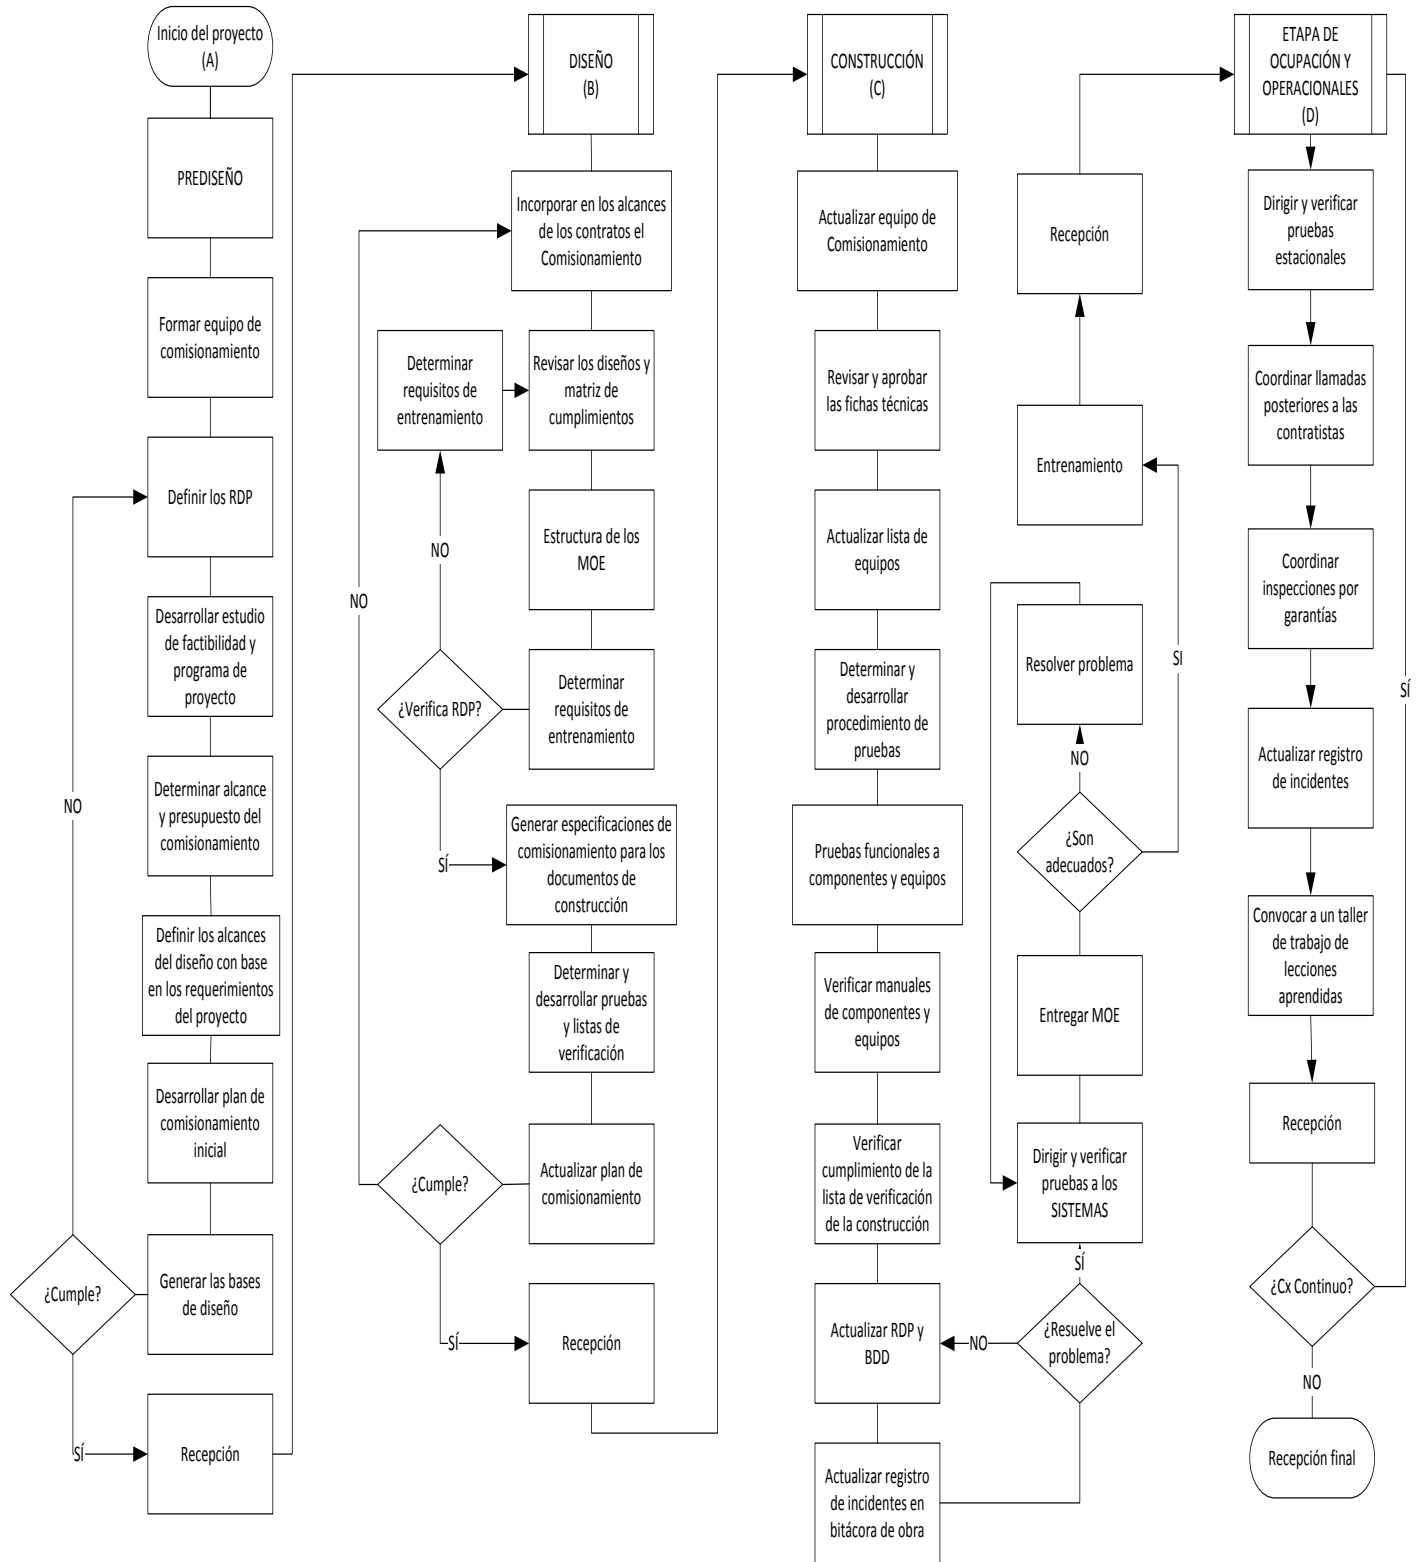 Inicio del proyecto
(A)
PREDISEÑO
Formar equipo de
comisionamiento
Definir los RDP
NO
Desarrollar estudio
de factibilidad y
programa de
proyecto
Determinar alcance
y presupuesto del
comisionamiento
Definir los alcances
del diseño con base
en los requerimientos
del proyecto
Desarrollar plan de
comisionamiento
inicial
Generar las bases
de diseño
¿Cumple?
SÍ
Recepción
DISEÑO
(B)
Incorporar en los alcances
de los contratos el
Comisionamiento
Determinar
requisitos de
entrenamiento
Revisar los diseños y
matriz de
cumplimientos
Estructura de los
MOE
NO
NO
¿Verifica RDP?
Determinar
requisitos de
entrenamiento
SÍ
Generar especificaciones de
comisionamiento para los
documentos de
construcción
Determinar y
desarrollar pruebas
y listas de
verificación
¿Cumple?
Actualizar plan de
comisionamiento
SÍ
Recepción
CONSTRUCCIÓN
(C)
Actualizar equipo de
Comisionamiento
Revisar y aprobar
las fichas técnicas
Actualizar lista de
equipos
Determinar y
desarrollar
procedimiento de
pruebas
Pruebas funcionales a
componentes y equipos
Verificar manuales
de componentes y
equipos
Verificar
cumplimiento de la
lista de verificación
de la construcción
Actualizar RDP y
BDD
Actualizar registro
de incidentes en
bitácora de obra
Recepción
Entrenamiento
Resolver problema
SI
NO
¿Son
adecuados?
Entregar MOE
Dirigir y verificar
pruebas a los
SISTEMAS
SÍ
¿Resuelve el
problema?
NO
ETAPA DE
OCUPACIÓN Y
OPERACIONALES
(D)
Dirigir y verificar
pruebas
estacionales
Coordinar llamadas
posteriores a las
contratistas
Coordinar
inspecciones por
garantías
SÍ
Actualizar registro
de incidentes
Convocar a un taller
de trabajo de
lecciones
aprendidas
Recepción
¿Cx Continuo?
NO
Recepción final